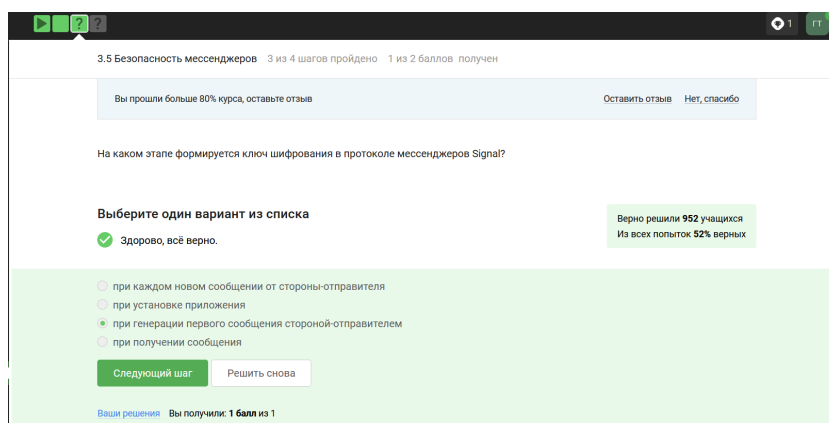 ? ?
1
ГТ
3.5 Безопасность мессенджеров 3 из 4 шагов пройдено 1 из 2 баллов получен
Вы прошли больше 80% курса, оставьте отзыв Оставить отзыв Нет, спасибо
На каком этапе формируется ключ шифрования в протоколе мессенджеров Signal?
Выберите один вариант из списка
Здорово, всё верно.
Верно решили 952 учащихся
Из всех попыток 52% верных
при каждом новом сообщении от стороны-отправителя
при установке приложения
при генерации первого сообщения стороной-отправителем
при получении сообщения
Следующий шаг Решить снова
Ваши решения Вы получили: 1 балл из 1